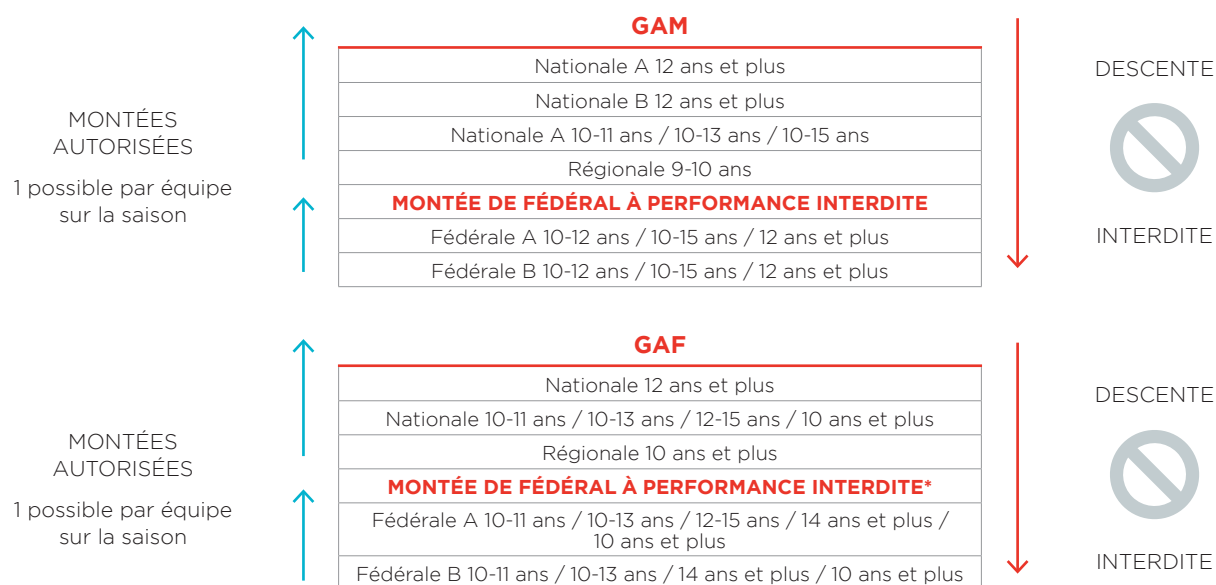 GAM
Nationale A 12 ans et plus
Nationale B 12 ans et plus
Nationale A 10-11 ans / 10-13 ans / 10-15 ans
Régionale 9-10 ans
MONTÉE DE FÉDÉRAL À PERFORMANCE INTERDITE
Fédérale A 10-12 ans / 10-15 ans / 12 ans et plus
Fédérale B 10-12 ans / 10-15 ans / 12 ans et plus
MONTÉES
AUTORISÉES
1 possible par équipe
sur la saison
DESCENTE
INTERDITE
GAF
Nationale 12 ans et plus
Nationale 10-11 ans / 10-13 ans / 12-15 ans / 10 ans et plus
Régionale 10 ans et plus
MONTÉE DE FÉDÉRAL À PERFORMANCE INTERDITE*
Fédérale A 10-11 ans / 10-13 ans / 12-15 ans / 14 ans et plus /
10 ans et plus
Fédérale B 10-11 ans / 10-13 ans / 14 ans et plus / 10 ans et plus
MONTÉES
AUTORISÉES
1 possible par équipe
sur la saison
DESCENTE
INTERDITE